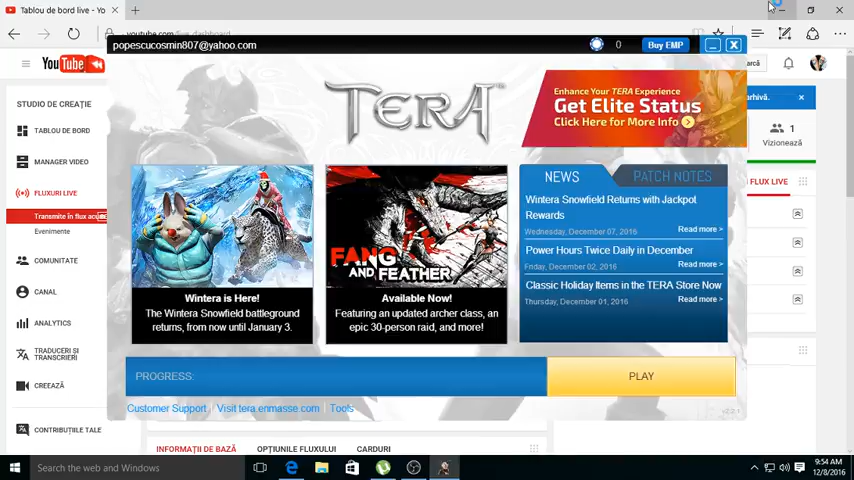 Tablou de bord live - Yo
youtube.com/live_dashboard
popescucosmin807@yahoo.com
0
Buy EMP
YouTube
TERA
Enhance Your TERA Experience
Get Elite Status
Click Here for More Info
arhivă.
1
Vizionează
FLUX LIVE
STUDIO DE CREAȚIE
TABLOU DE BORD
MANAGER VIDEO
FLUXURI LIVE
Transmite în flux acu
Evenimente
COMUNITATE
CANAL
ANALYTICS
TRADUCERI ȘI
TRANSCRIERI
CREEAZĂ
CONTRIBUȚIILE TALE
FANG
AND FEATHER
Wintera is Here!
The Wintera Snowfield battleground
returns, from now until January 3.
Available Now!
Featuring an updated archer class, an
epic 30-person raid, and more!
NEWS
PATCH NOTES
Wintera Snowfield Returns with Jackpot
Rewards
Wednesday, December 07, 2016
Read more >
Power Hours Twice Daily in December
Friday, December 02, 2016
Read more >
Classic Holiday Items in the TERA Store Now
Thursday, December 01, 2016
Read more >
PROGRESS:
PLAY
Customer Support
Visit tera.enmasse.com
Tools
v2.2.1
INFORMAȚII DE BAZĂ
OPȚIUNILE FLUXULUI
CARDURI
Search the web and Windows
9:54 AM
12/8/2016